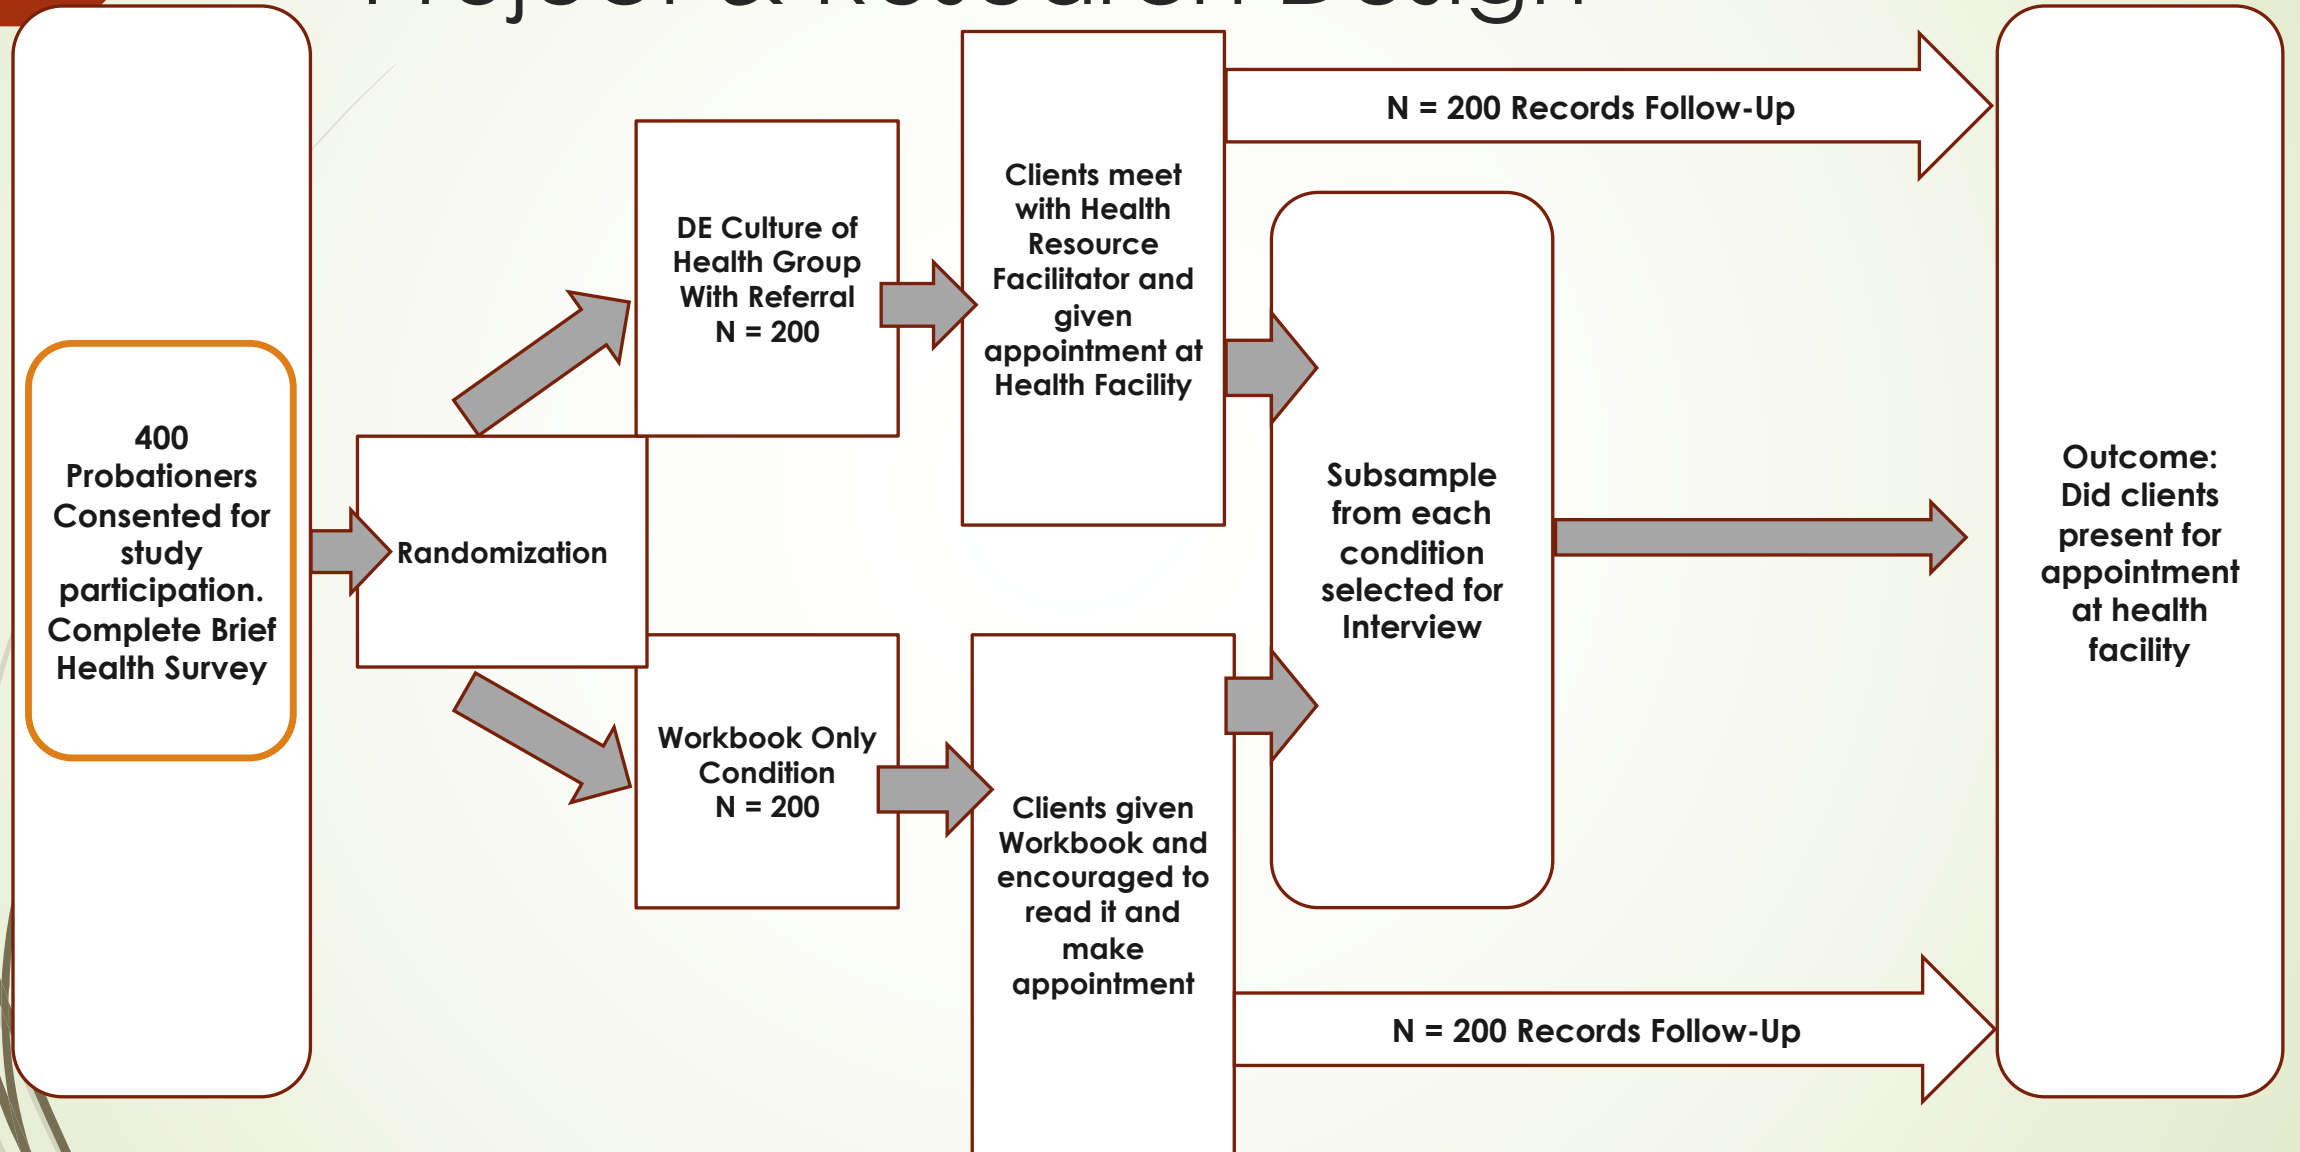 Project & Research Design
400
Probationers
Consented for
study
participation.
Complete Brief
Health Survey
Randomization
DE Culture of
Health Group
With Referral
N = 200
Clients meet
with Health
Resource
Facilitator and
given
appointment at
Health Facility
N = 200 Records Follow-Up
Workbook Only
Condition
N = 200
Clients given
Workbook and
encouraged to
read it and
make
appointment
Subsample
from each
condition
selected for
Interview
N = 200 Records Follow-Up
Outcome:
Did clients
present for
appointment
at health
facility